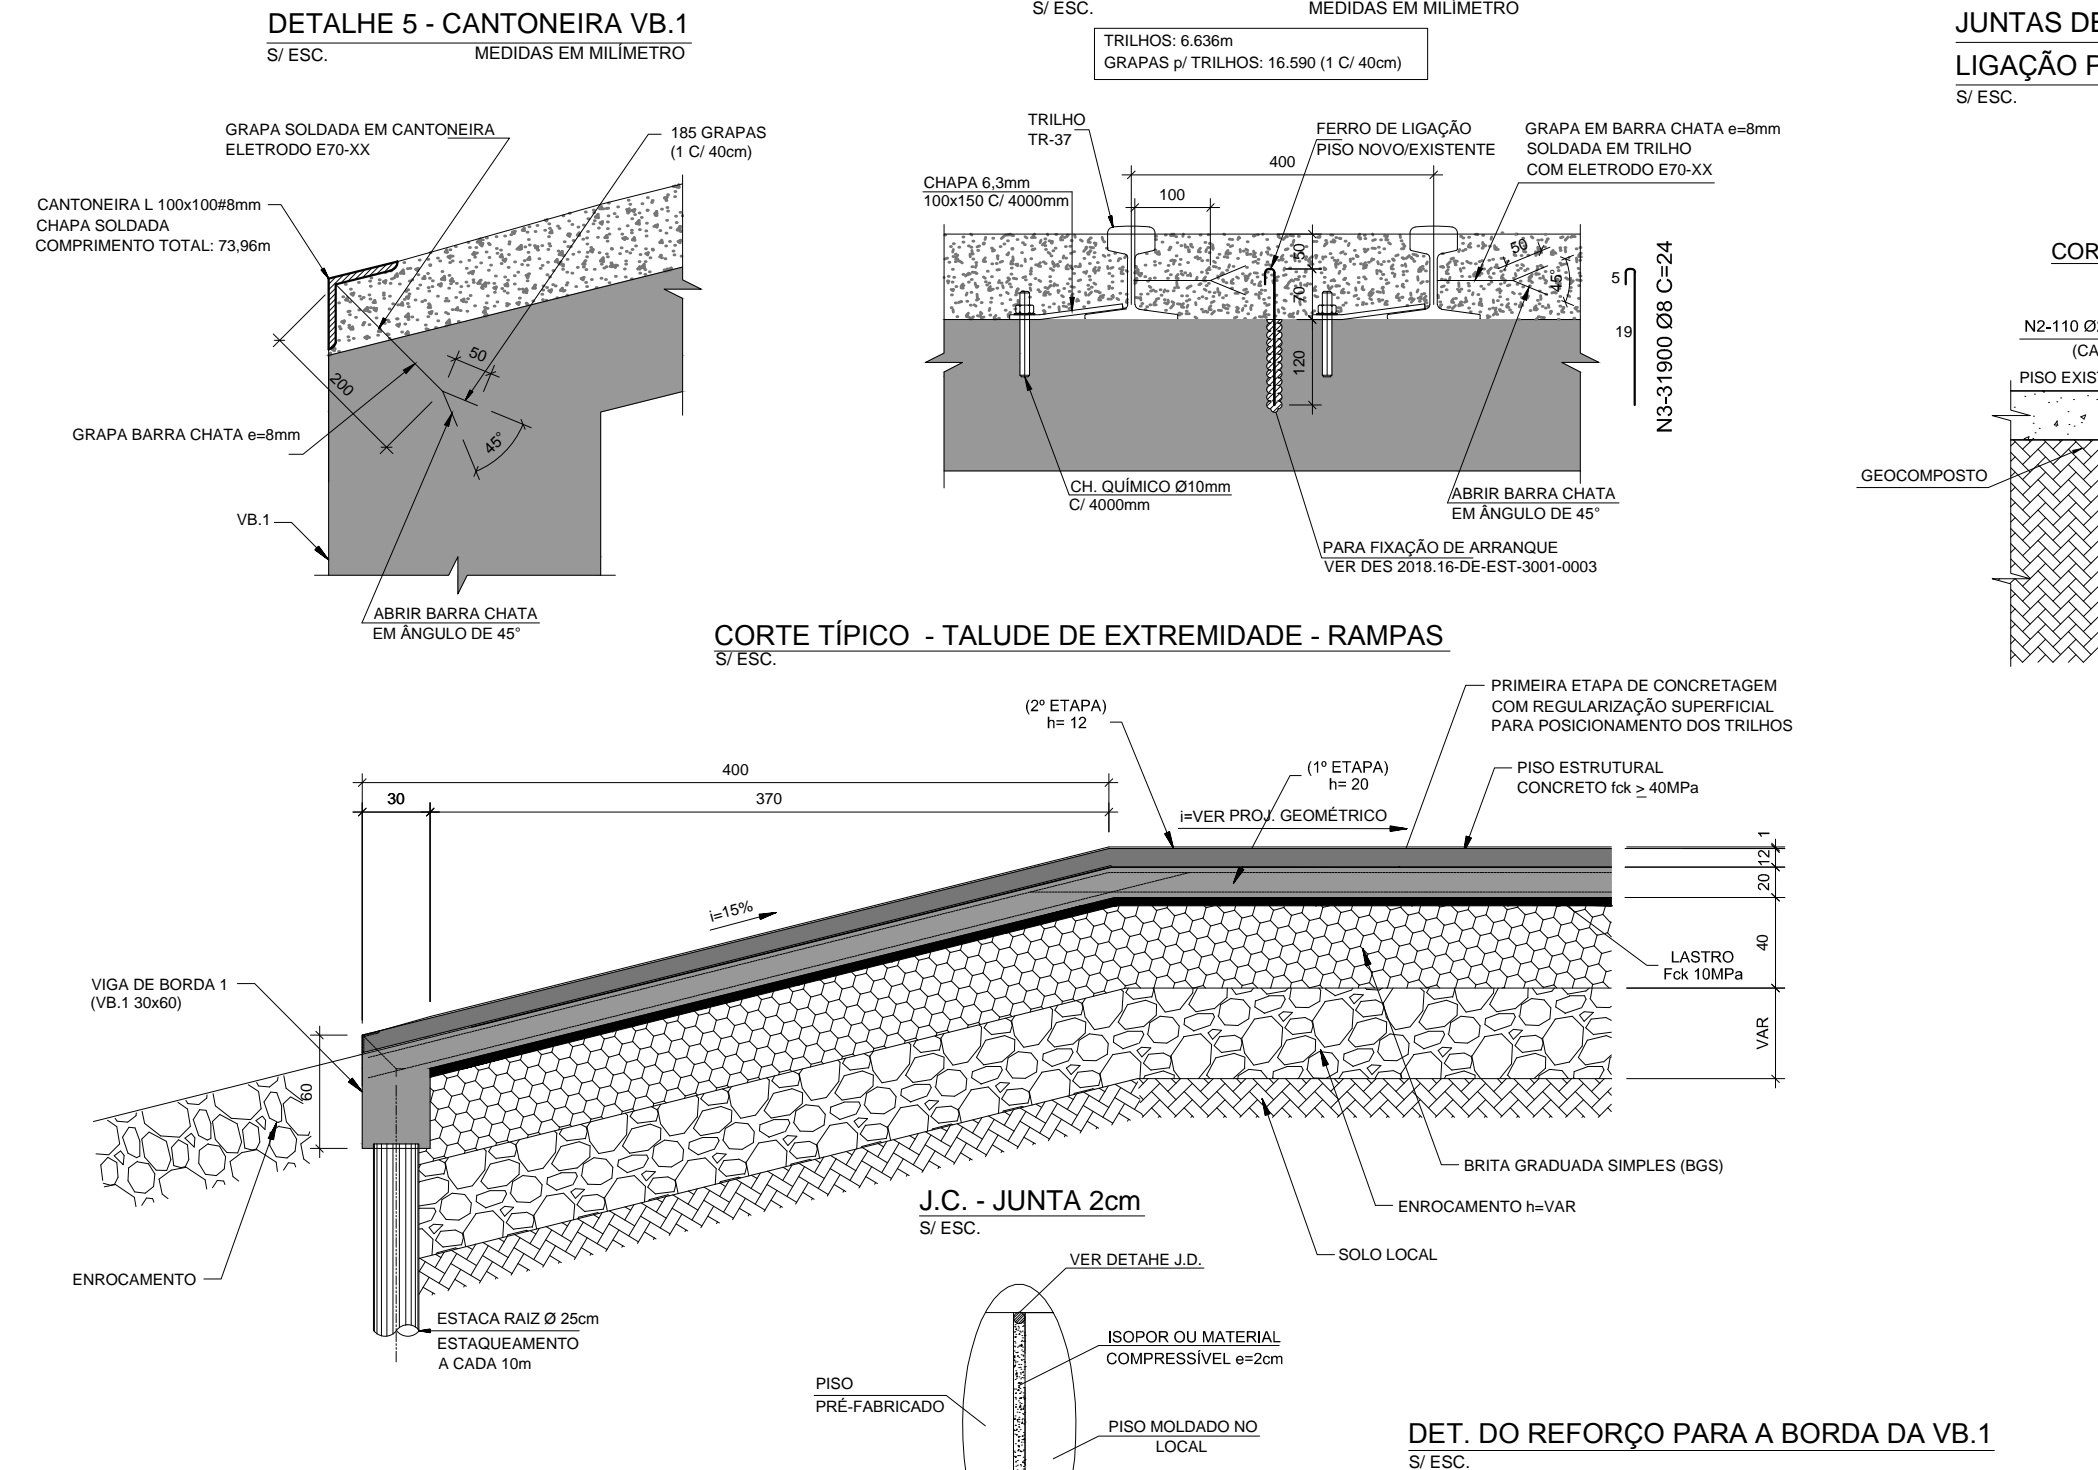 DETALHE 5 - CANTONEIRA VB.1
S/ ESC.
MEDIDAS EM MILÍMETRO
GRAPA SOLDADA EM CANTONEIRA
ELETRODO E70-XX
185 GRAPAS
(1 C/ 40cm)
CANTONEIRA L 100x100#8mm
CHAPA SOLDADA
COMPRIMENTO TOTAL: 73,96m
50
200
45°
GRAPA BARRA CHATA e=8mm
VB.1
ABRIR BARRA CHATA
EM ÂNGULO DE 45°
S/ ESC.
MEDIDAS EM MILÍMETRO
TRILHOS: 6.636m
GRAPAS p/ TRILHOS: 16.590 (1 C/ 40cm)
TRILHO
TR-37
FERRO DE LIGAÇÃO
PISO NOVO/EXISTENTE
GRAPA EM BARRA CHATA e=8mm
SOLDADA EM TRILHO
COM ELETRODO E70-XX
400
CHAPA 6,3mm
100x150 C/ 4000mm
100
50
70
120
50
45°
5
19
N3-31900 Ø8 C=24
CH. QUÍMICO Ø10mm
C/ 4000mm
ABRIR BARRA CHATA
EM ÂNGULO DE 45°
PARA FIXAÇÃO DE ARRANQUE
VER DES 2018.16-DE-EST-3001-0003
JUNTAS DE
LIGAÇÃO P
S/ ESC.
COR
N2-110 Ø
(CA
PISO EXIS
GEOCOMPOSTO
CORTE TÍPICO - TALUDE DE EXTREMIDADE - RAMPAS
S/ ESC.
(2º ETAPA)
h= 12
PRIMEIRA ETAPA DE CONCRETAGEM
COM REGULARIZAÇÃO SUPERFICIAL
PARA POSICIONAMENTO DOS TRILHOS
(1º ETAPA)
h= 20
PISO ESTRUTURAL
CONCRETO fck ≥ 40MPa
400
30
370
i=VER PROJ. GEOMÉTRICO
1
12
20
40
VAR
i=15%
LASTRO
Fck 10MPa
VIGA DE BORDA 1
(VB.1 30x60)
60
BRITA GRADUADA SIMPLES (BGS)
ENROCAMENTO h=VAR
SOLO LOCAL
ENROCAMENTO
ESTACA RAIZ Ø 25cm
ESTAQUEAMENTO
A CADA 10m
J.C. - JUNTA 2cm
S/ ESC.
VER DETAHE J.D.
ISOPOR OU MATERIAL
COMPRESSÍVEL e=2cm
PISO
PRÉ-FABRICADO
PISO MOLDADO NO
LOCAL
DET. DO REFORÇO PARA A BORDA DA VB.1
S/ ESC.